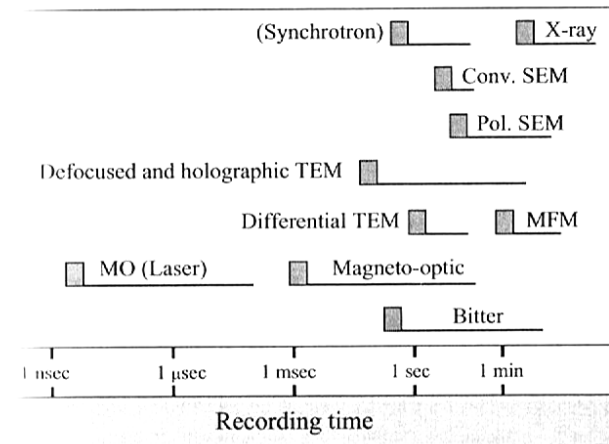 (Synchrotron) X-ray
Conv. SEM
Pol. SEM
Defocused and holographic TEM
Differential TEM MFM
MO (Laser) Magneto-optic
Bitter
1 nsec 1 μsec 1 msec 1 sec 1 min
Recording time